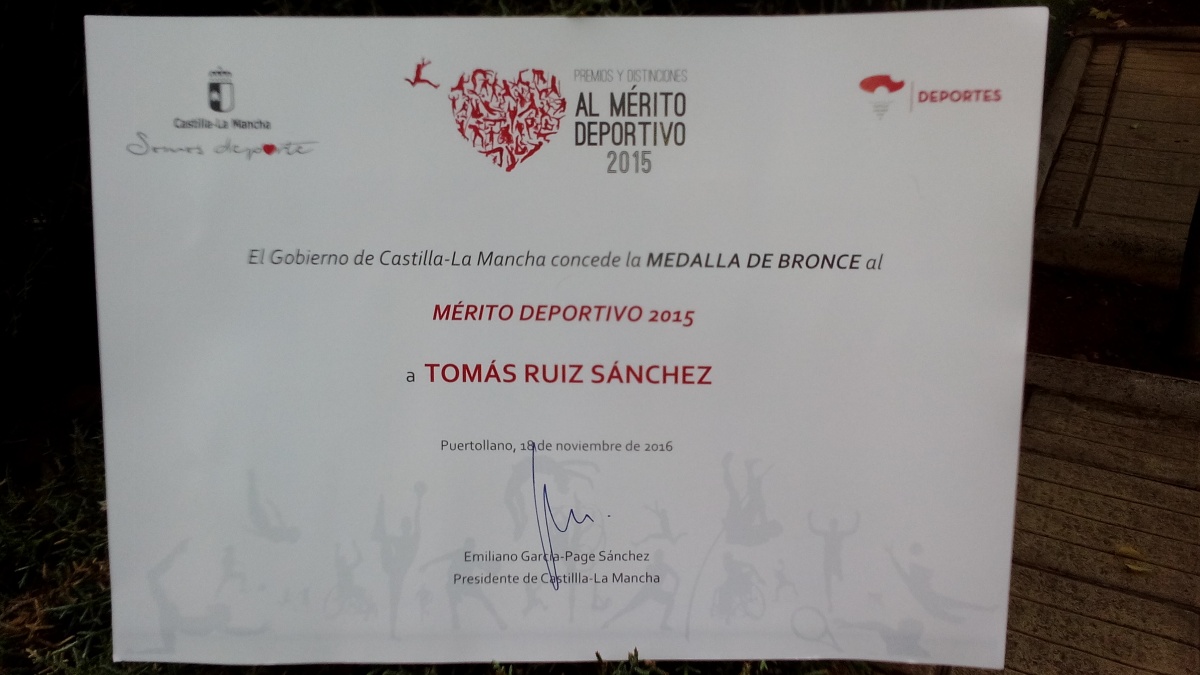 Castilla-La Mancha
Somos deporte
PREMIOS Y DISTINCIONES
AL MÉRITO
DEPORTIVO
2015
DEPORTES
El Gobierno de Castilla-La Mancha concede la MEDALLA DE BRONCE al
MÉRITO DEPORTIVO 2015
a TOMÁS RUIZ SÁNCHEZ
Puertollano, 18 de noviembre de 2016
Emiliano García-Page Sánchez
Presidente de Castillla-La Mancha